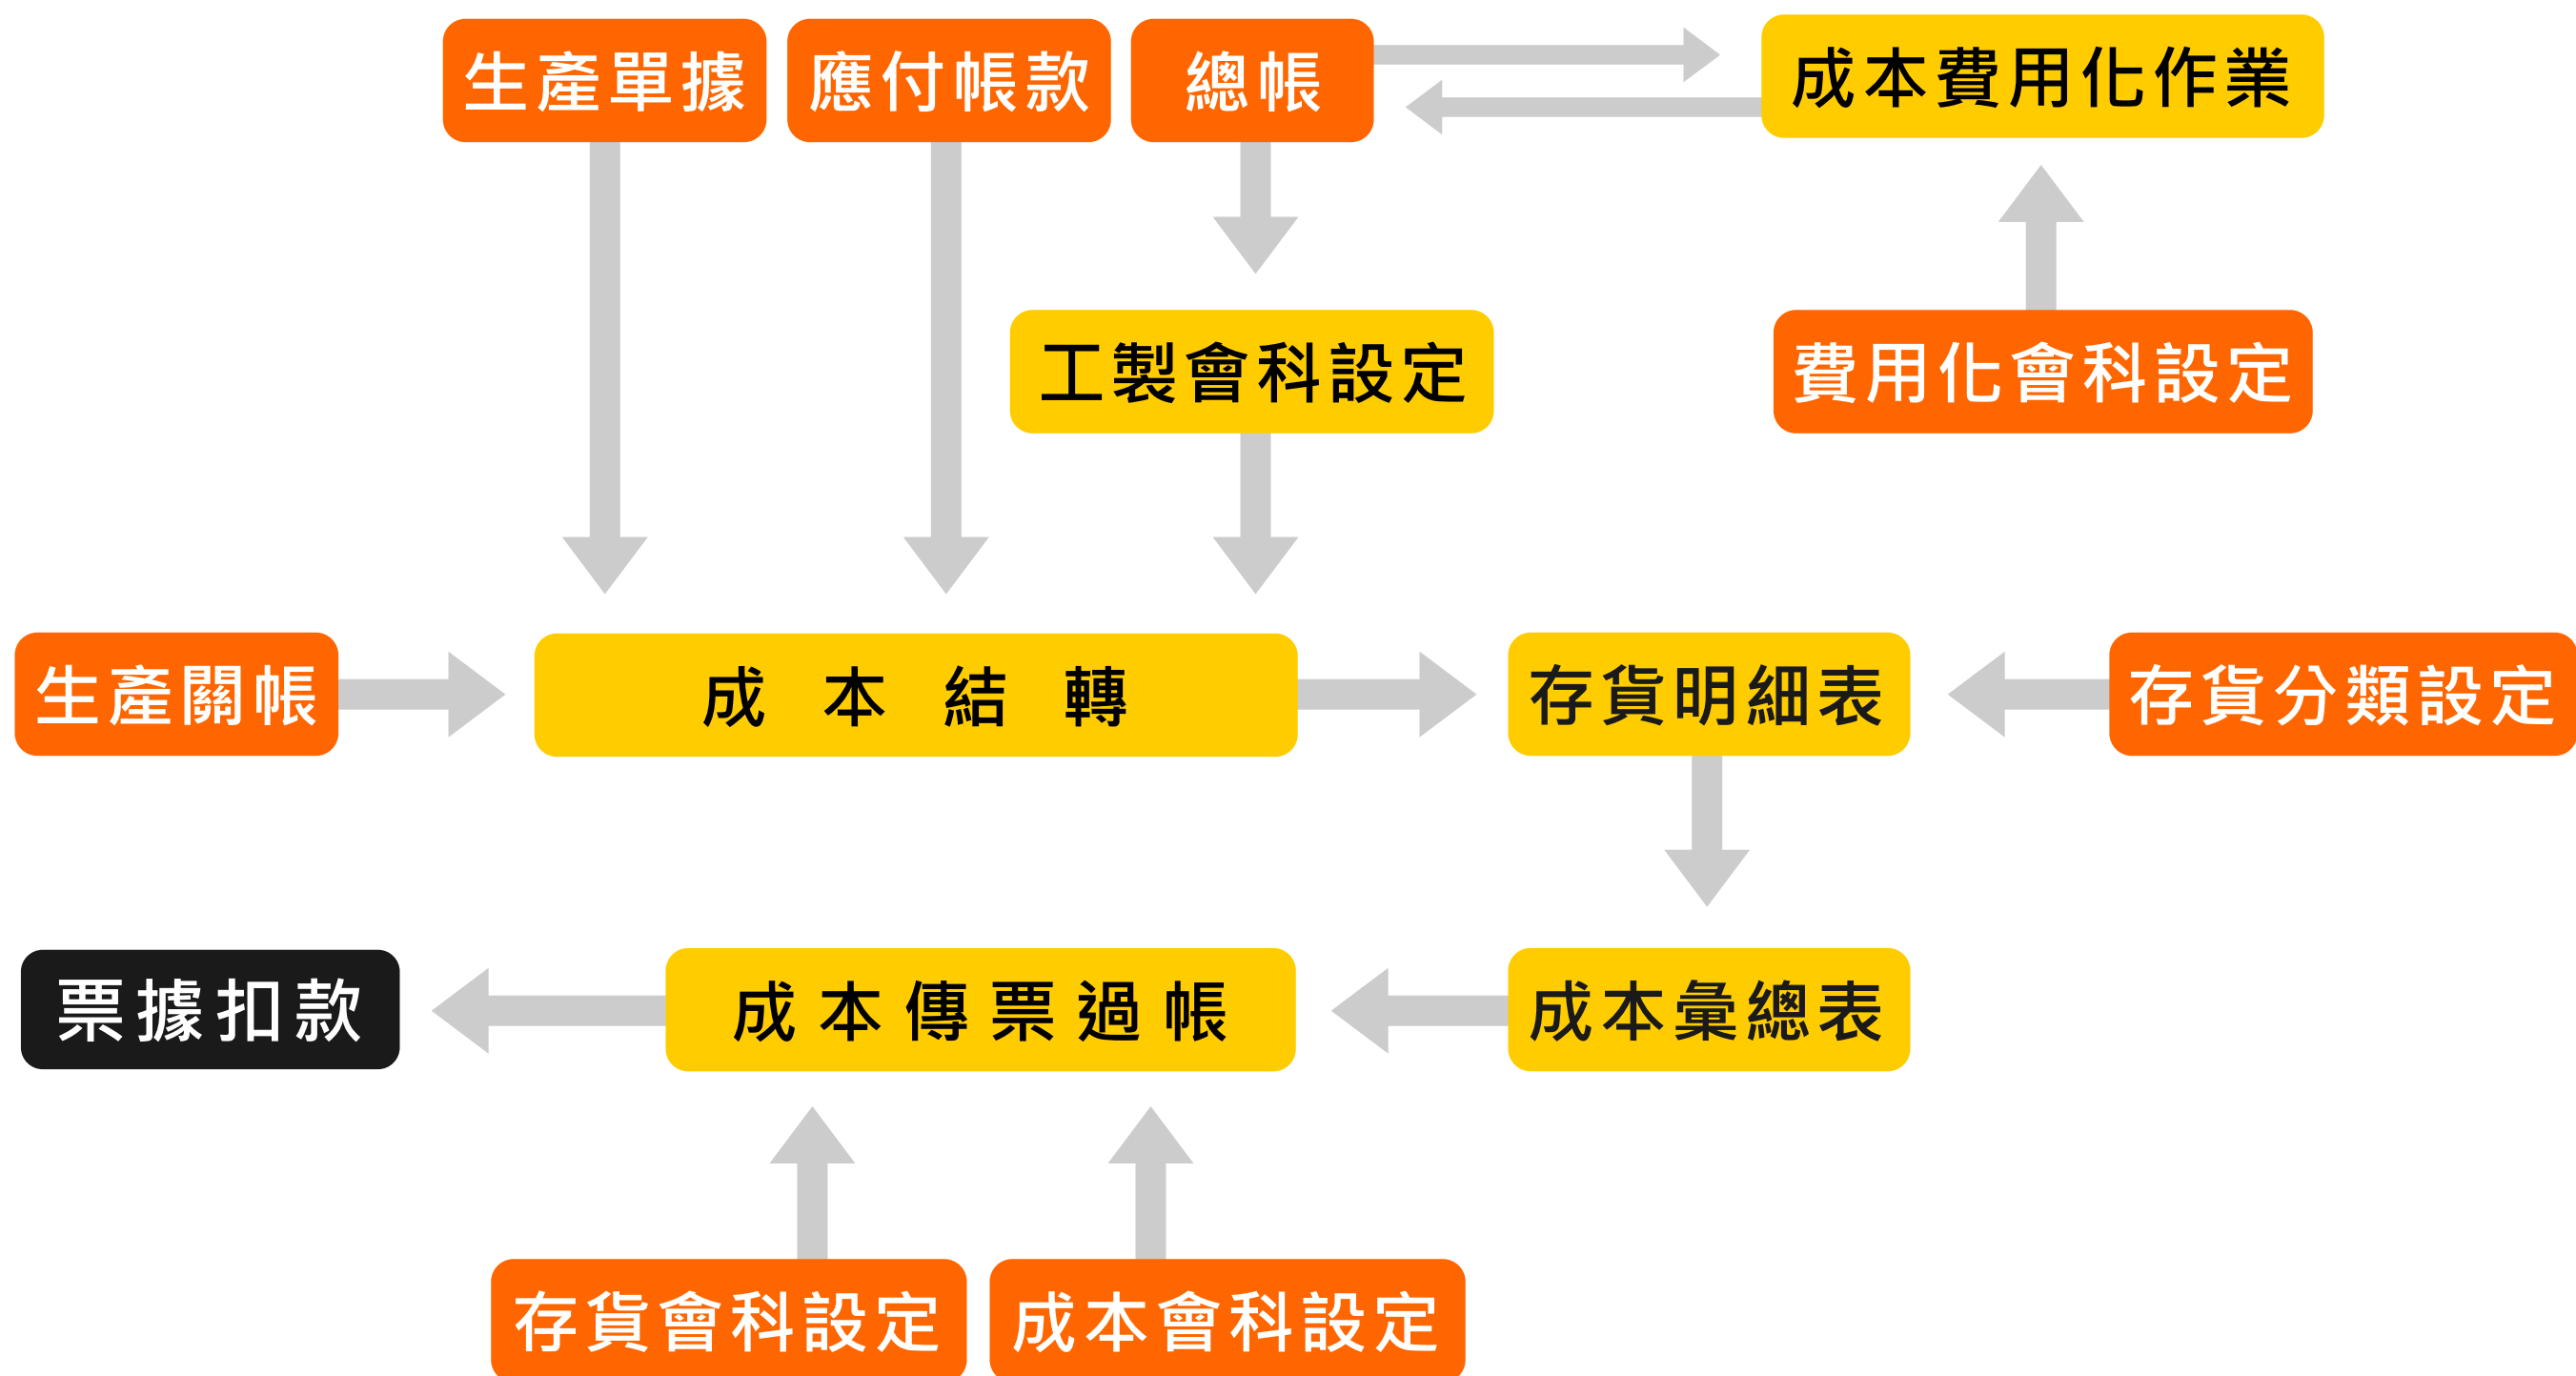 生產單據
應付帳款
總帳
成本費用化作業
工製會科設定
費用化會科設定
生產關帳
成本結轉
存貨明細表
存貨分類設定
票據扣款
成本傳票過帳
成本彙總表
存貨會科設定
成本會科設定